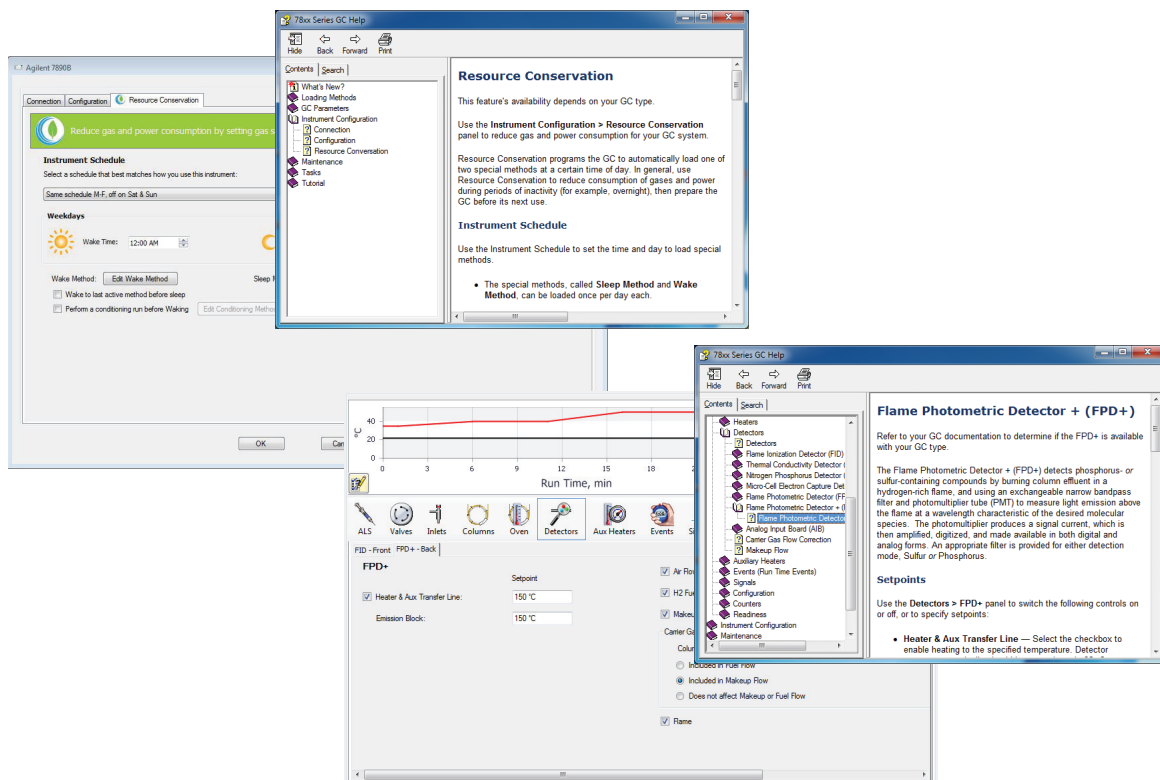 78xx Series GC Help
Hide Back Forward Print
Contents Search
What's New?
Loading Methods
GC Parameters
Instrument Configuration
Connection
Configuration
Resource Conversation
Maintenance
Tasks
Tutorial
Resource Conservation
This feature's availability depends on your GC type.
Use the Instrument Configuration > Resource Conservation
panel to reduce gas and power consumption for your GC system.
Resource Conservation programs the GC to automatically load one of
two special methods at a certain time of day. In general, use
Resource Conservation to reduce consumption of gases and power
during periods of inactivity (for example, overnight), then prepare the
GC before its next use.
Instrument Schedule
Use the Instrument Schedule to set the time and day to load special
methods.
• The special methods, called Sleep Method and Wake
Method, can be loaded once per day each.
Agilent 7890B
Connection Configuration Resource Conservation
Reduce gas and power consumption by setting gas s
Instrument Schedule
Select a schedule that best matches how you use this instrument:
Same schedule M-F, off on Sat & Sun
Weekdays
Wake Time: 12:00 AM
Wake Method: Edit Wake Method Sleep M
Wake to last active method before sleep
Perform a conditioning run before Waking Edit Conditioning Metho
OK Can
78xx Series GC Help
Hide Back Forward Print
Contents Search
Heaters
Detectors
Detectors
Flame Ionization Detector (FID)
Thermal Conductivity Detector (
Nitrogen Phosphorus Detector (
Micro-Cell Electron Capture Det
Flame Photometric Detector (FP
Flame Photometric Detector + (
Flame Photometric Detector
Analog Input Board (AIB)
Carrier Gas Flow Correction
Makeup Flow
Auxiliary Heaters
Events (Run Time Events)
Signals
Configuration
Counters
Readiness
Instrument Configuration
Maintenance
Flame Photometric Detector + (FPD+)
Refer to your GC documentation to determine if the FPD+ is available
with your GC type.
The Flame Photometric Detector + (FPD+) detects phosphorus- or
sulfur-containing compounds by burning column effluent in a
hydrogen-rich flame, and using an exchangeable narrow bandpass
filter and photomultiplier tube (PMT) to measure light emission above
the flame at a wavelength characteristic of the desired molecular
species. The photomultiplier produces a signal current, which is
then amplified, digitized, and made available in both digital and
analog forms. An appropriate filter is provided for either detection
mode, Sulfur or Phosphorus.
Setpoints
Use the Detectors > FPD+ panel to switch the following controls on
or off, or to specify setpoints:
• Heater & Aux Transfer Line — Select the checkbox to
enable heating to the specified temperature. Detector
°C
40
20
0
0 3 6 9 12 15 18 2
Run Time, min
ALS Valves Inlets Columns Oven Detectors Aux Heaters Events Si
FID - Front FPD+ - Back
FPD+
Setpoint
Heater & Aux Transfer Line: 150 °C
Emission Block: 150 °C
Air Flo
H2 Fue
Makeu
Carrier Ga
Colu
Included in Fuel Flow
Included in Makeup Flow
Does not affect Makeup or Fuel Flow
Flame